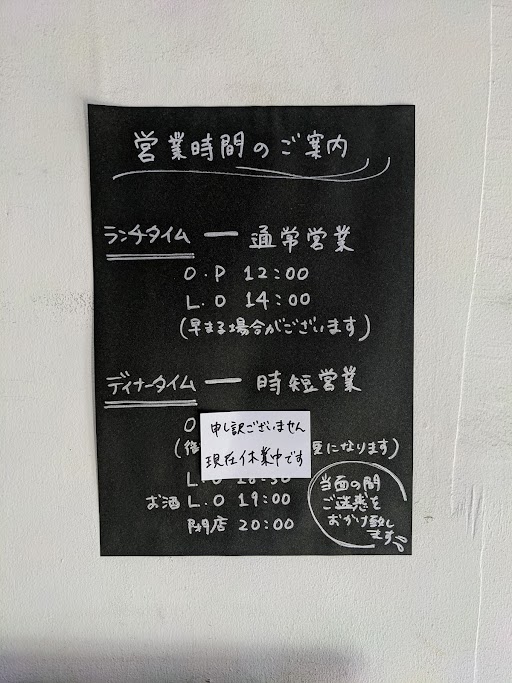 営業時間のご案内
ランチタイム ー 通常営業
O.P 12:00
L.O 14:00
(早まる場合がございます)
ディナータイム ー 時短営業
O
申し訳ございません
現在休業中です
更になります)
L.O 18:30
お酒 L.O 19:00
閉店 20:00
当面の間
ご迷惑を
おかけ致し
ます